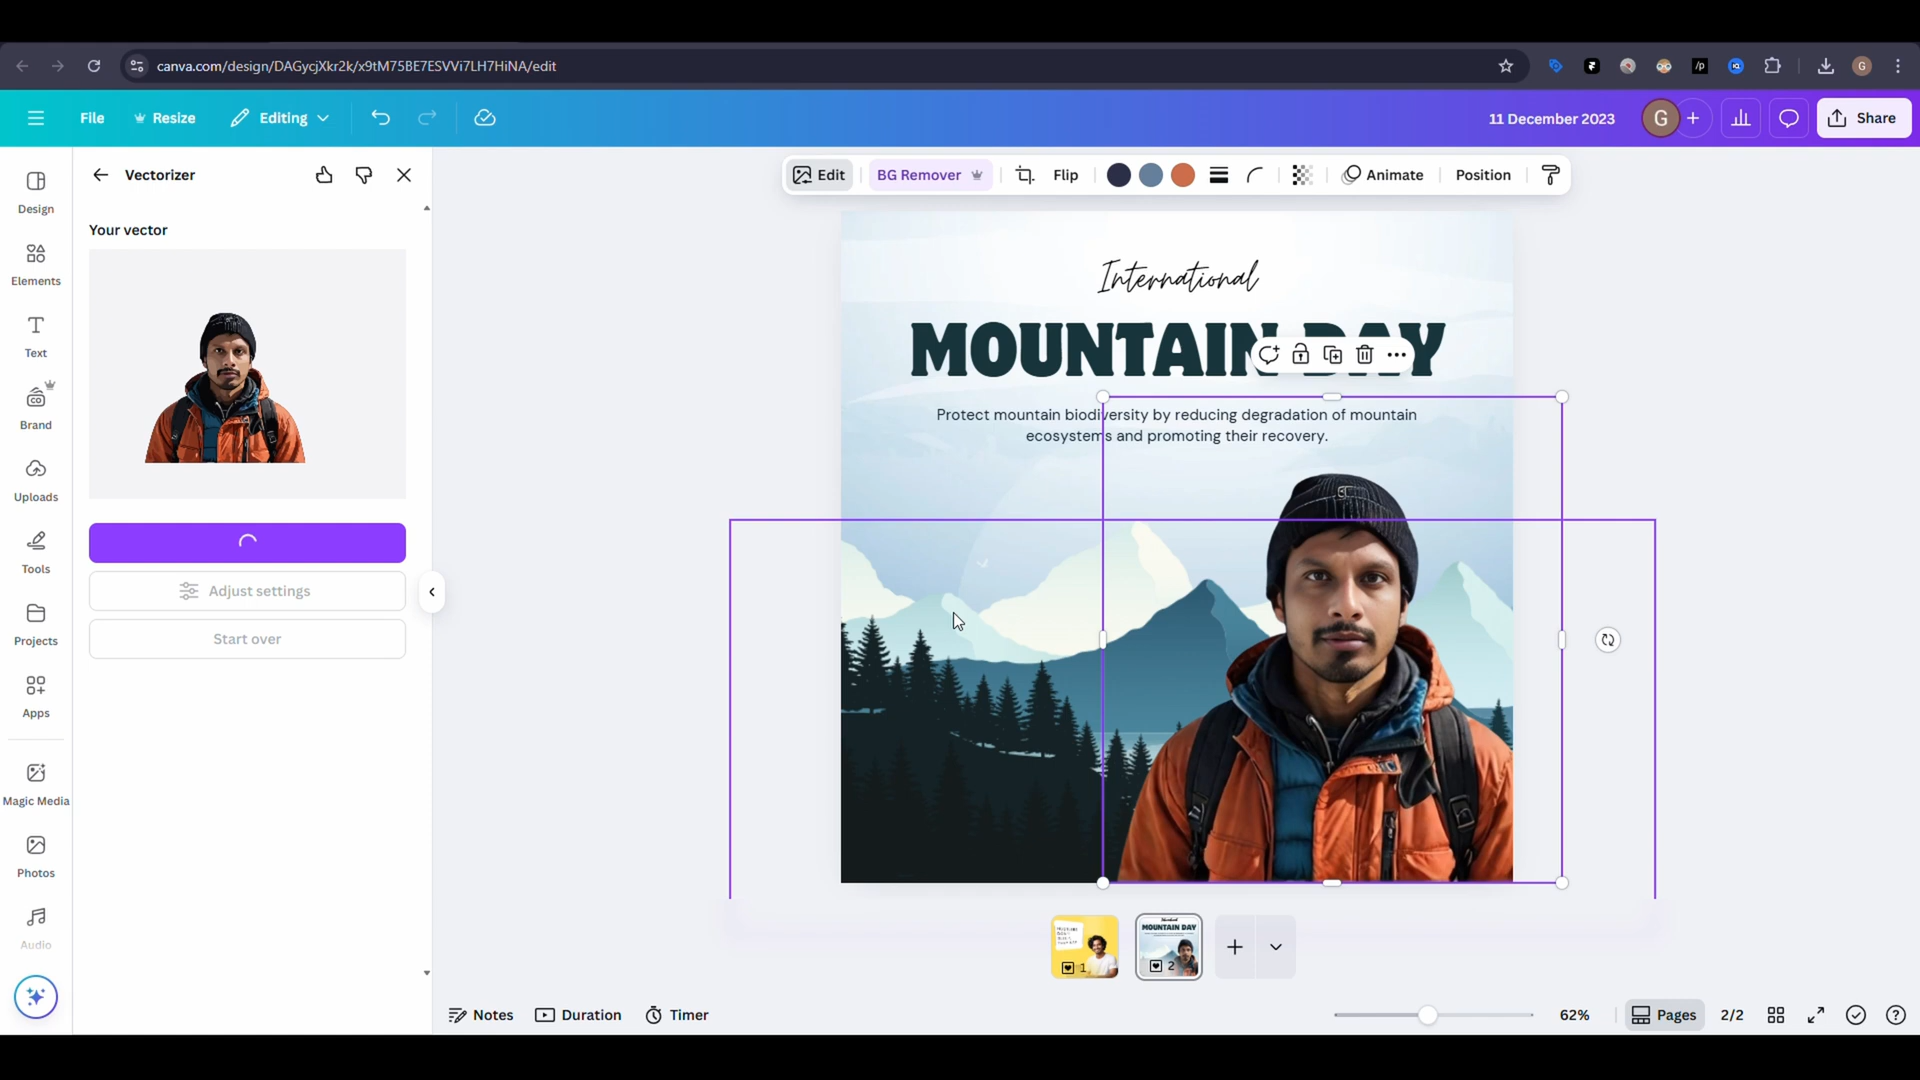 canva.com/design/DAGycjXkr2k/x9tM75BE7ESVVi7LH7HiNA/edit
File
Resize
Editing
11 December 2023
G
Share
Design
Elements
Text
Brand
Uploads
Tools
Projects
Apps
Magic Media
Photos
Audio
Vectorizer
Your vector
Adjust settings
Start over
Edit
BG Remover
Flip
Animate
Position
International
MOUNTAIN DAY
Protect mountain biodiversity by reducing degradation of mountain
ecosystems and promoting their recovery.
1
MOUNTAIN DAY
2
Notes
Duration
Timer
62%
Pages
2/2